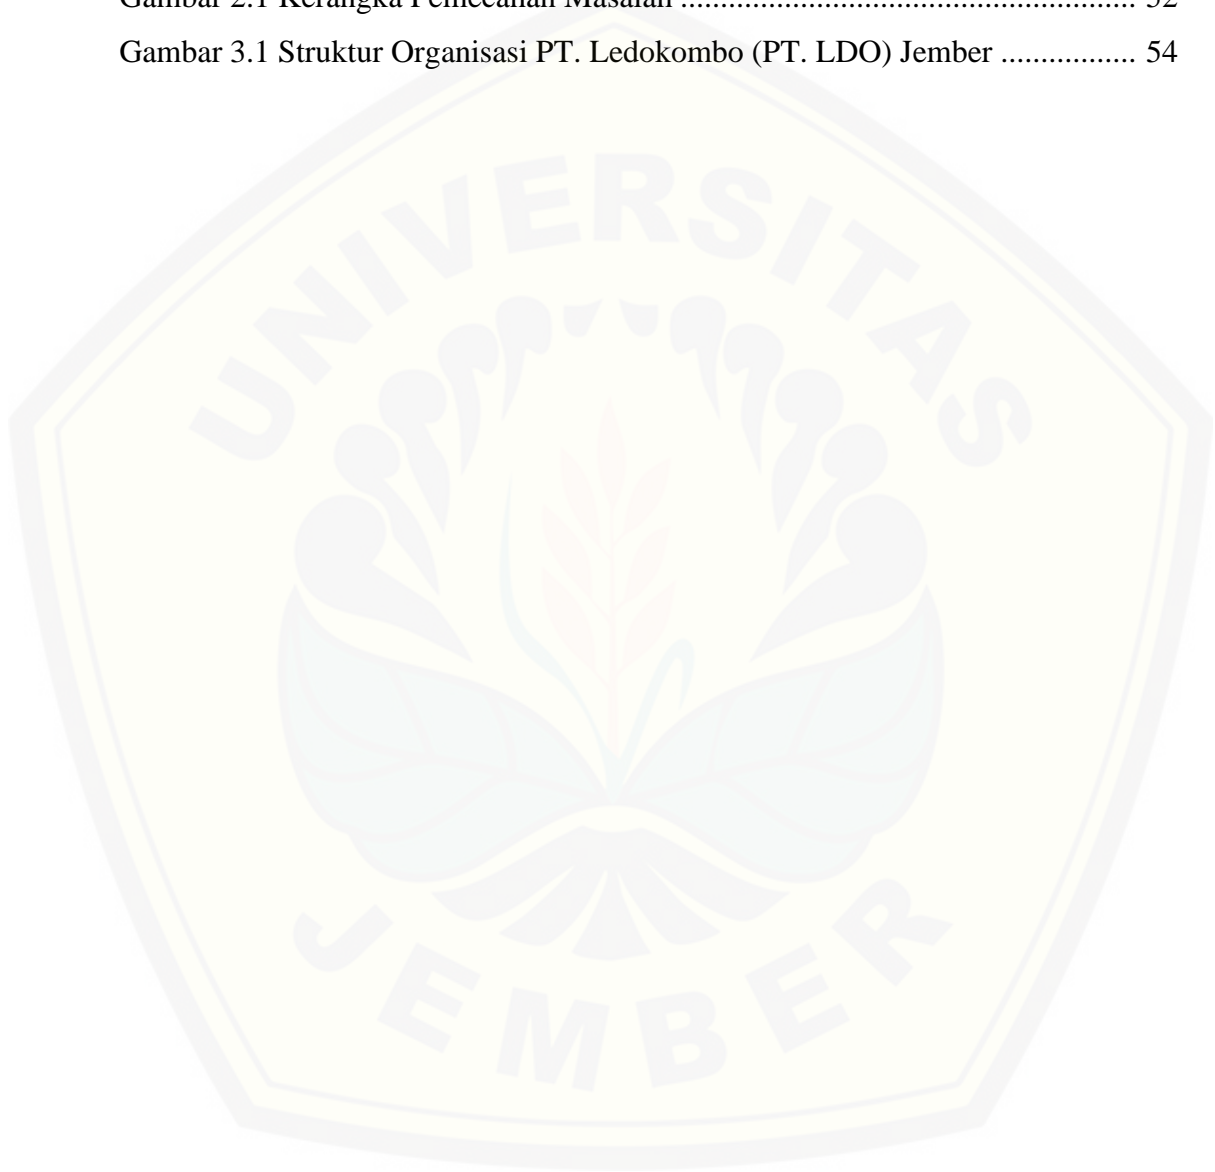 Gambar 2.1 Kerangka Pemecahan Masalah ......................................................... 52
Gambar 3.1 Struktur Organisasi PT. Ledokombo (PT. LDO) Jember ................. 54
UNIVERSITAS
JEMBER